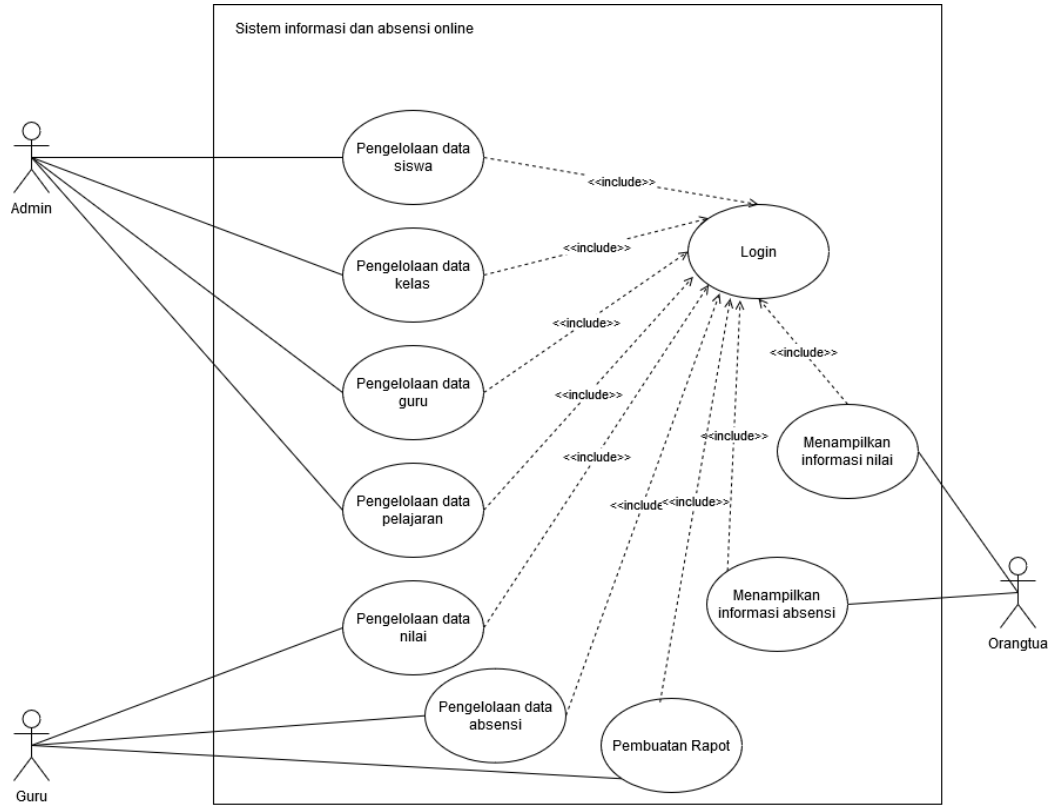 Sistem informasi dan absensi online
Pengelolaan data
siswa
<<include>>
Admin
Pengelolaan data
kelas
<<include>>
Login
Pengelolaan data
guru
<<include>>
<<include>>
<<include>>
Menampilkan
informasi nilai
<<include>>
<<include>>
Pengelolaan data
pelajaran
<<include>>
<<include>>
Menampilkan
informasi absensi
Orangtua
Pengelolaan data
nilai
Pengelolaan data
absensi
Pembuatan Rapot
Guru